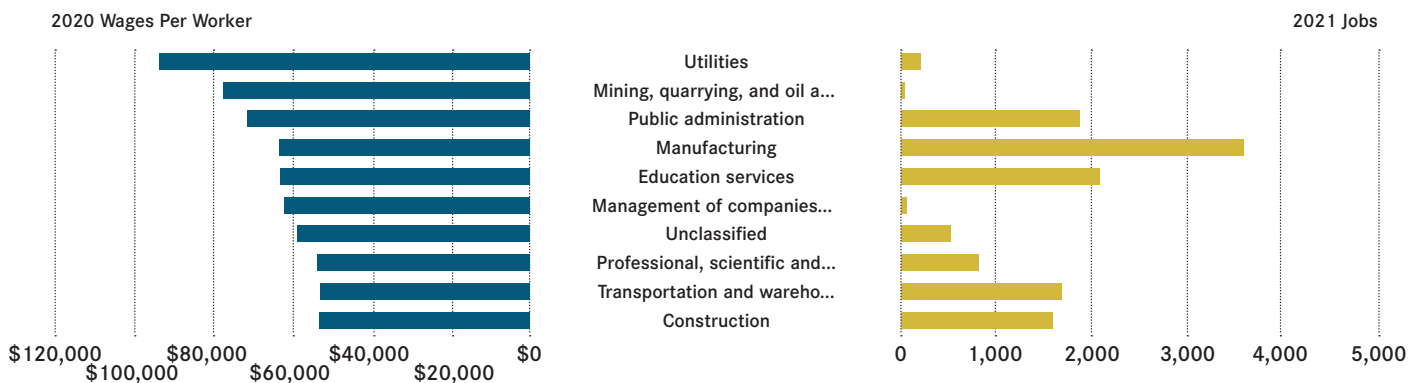 2020 Wages Per Worker
2021 Jobs
Utilities
Mining, quarrying, and oil a...
Public administration
Manufacturing
Education services
Management of companies...
Unclassified
Professional, scientific and...
Transportation and wareho...
Construction
$120,000 $80,000 $40,000 $0
$100,000 $60,000 $20,000
0 1,000 2,000 3,000 4,000 5,000